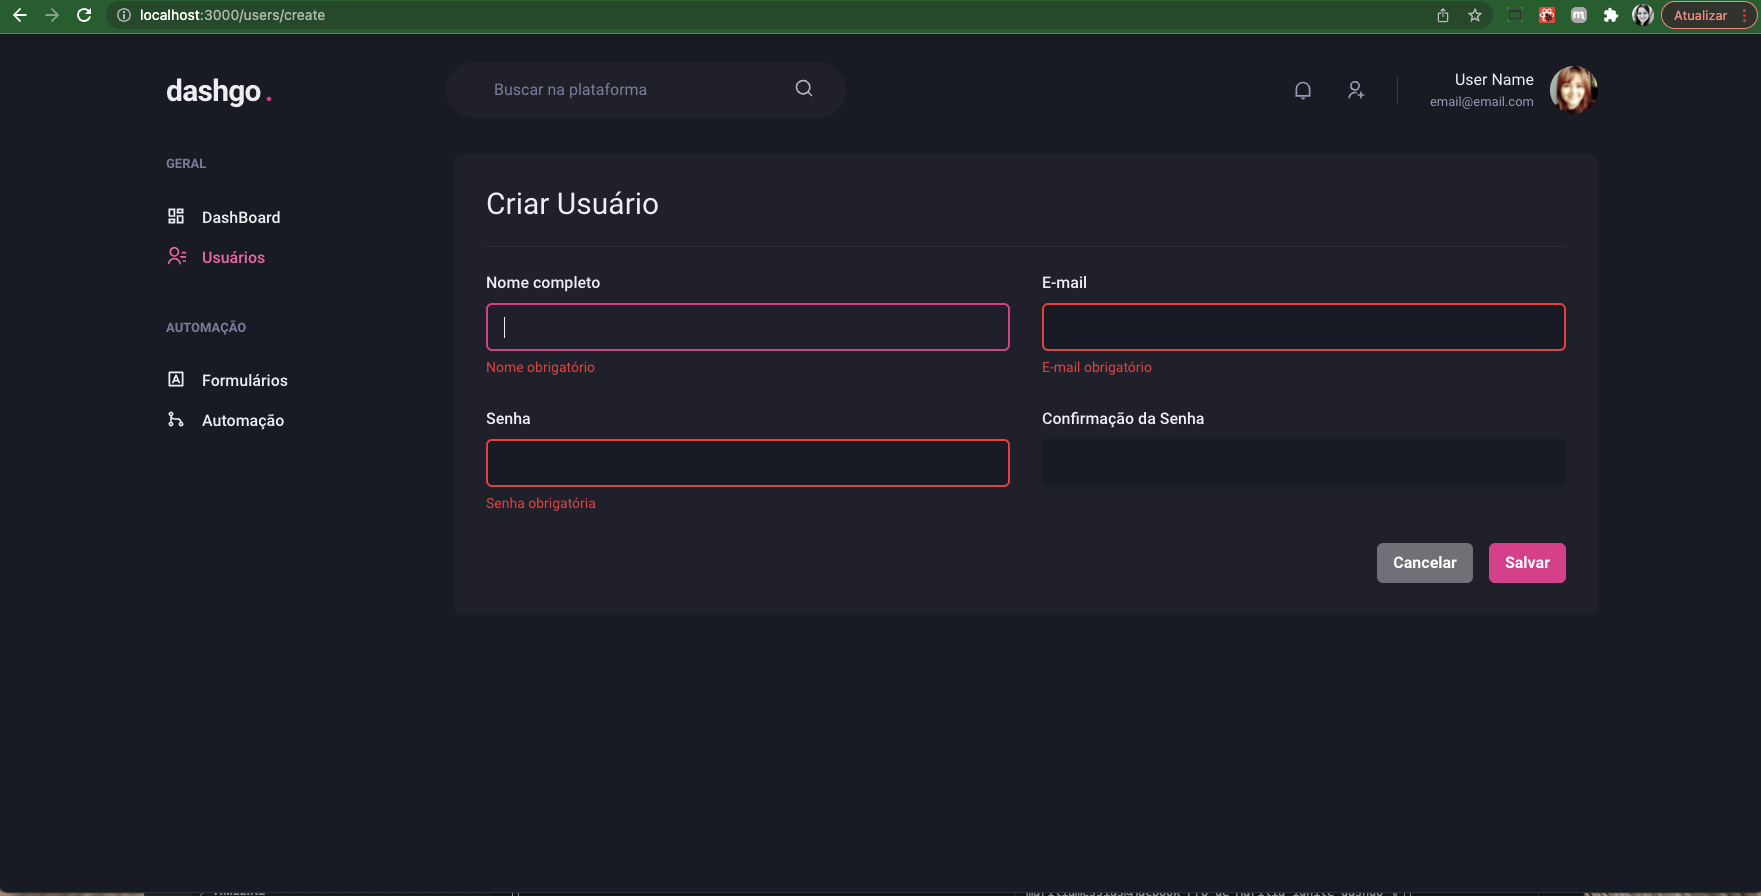 localhost:3000/users/create
Atualizar
dashgo.
Buscar na plataforma
User Name
email@email.com
GERAL
DashBoard
Usuários
AUTOMAÇÃO
Formulários
Automação
Criar Usuário
Nome completo
E-mail
Nome obrigatório
E-mail obrigatório
Senha
Confirmação da Senha
Senha obrigatória
Cancelar
Salvar